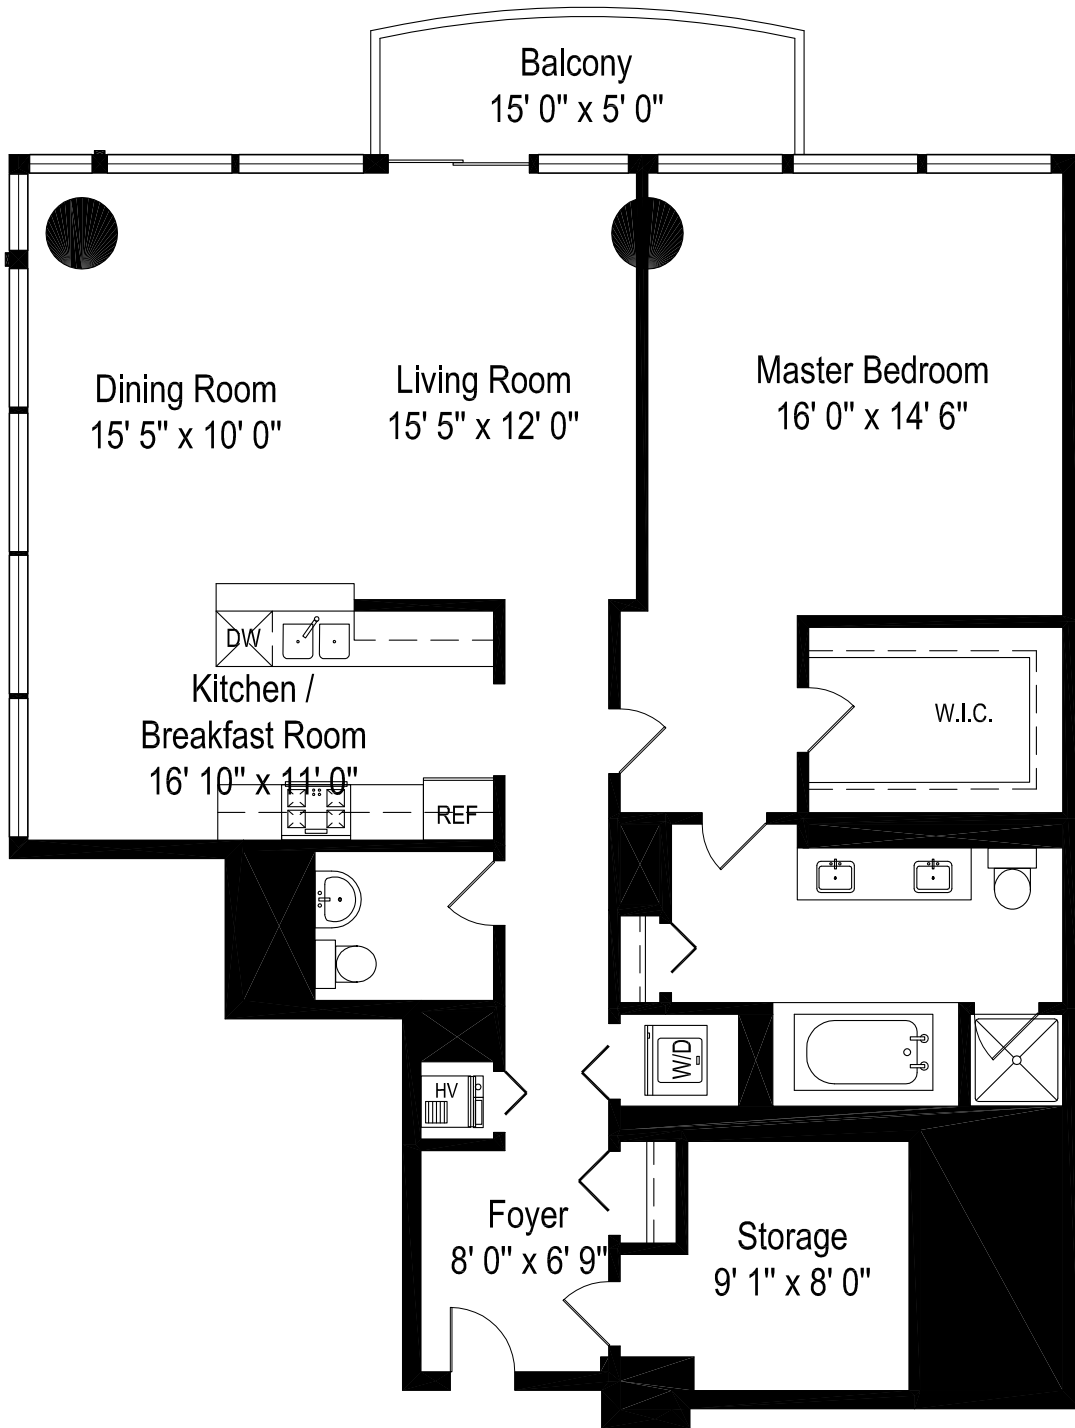 Balcony
15' 0" x 5' 0"
Dining Room
15' 5" x 10' 0"
Living Room
15' 5" x 12' 0"
Master Bedroom
16' 0" x 14' 6"
DW
Kitchen /
Breakfast Room
16' 10" x 11' 0"
REF
W.I.C.
W/D
HV
Foyer
8' 0" x 6' 9"
Storage
9' 1" x 8' 0"